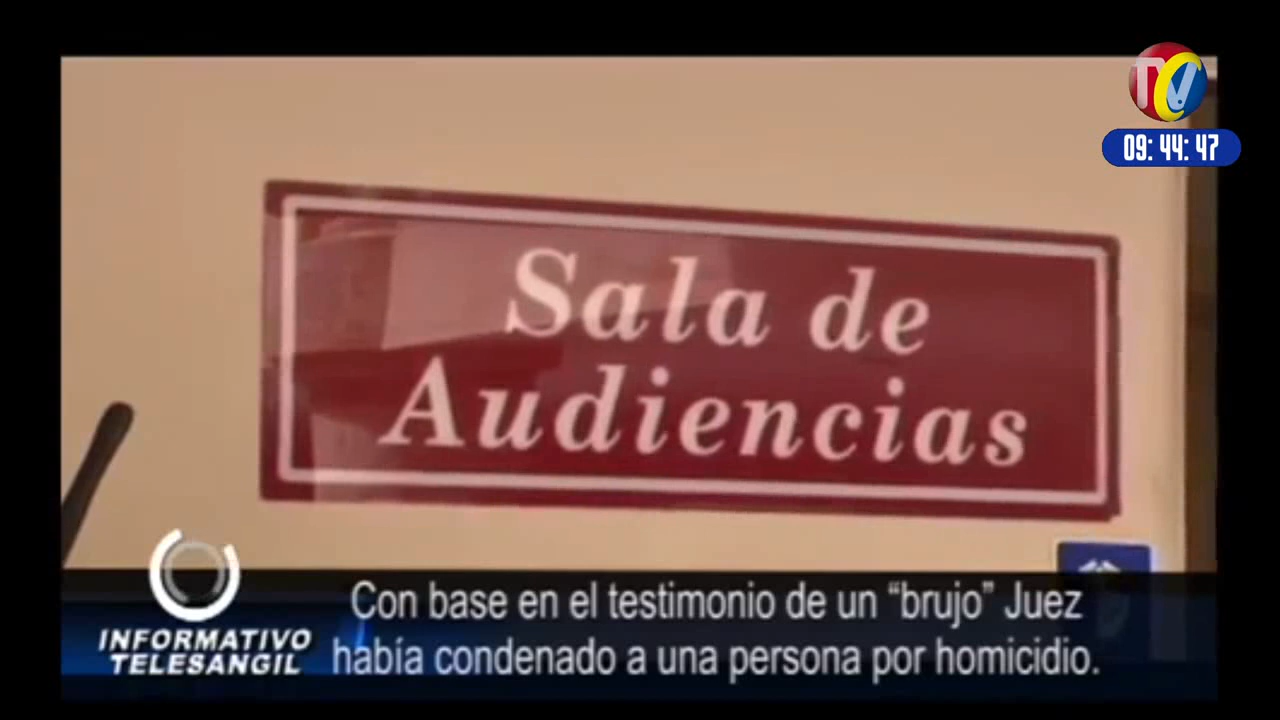 TVC
09: 44: 47
Sala de
Audiencias
Con base en el testimonio de un “brujo” Juez
había condenado a una persona por homicidio.
INFORMATIVO
TELESANGIL